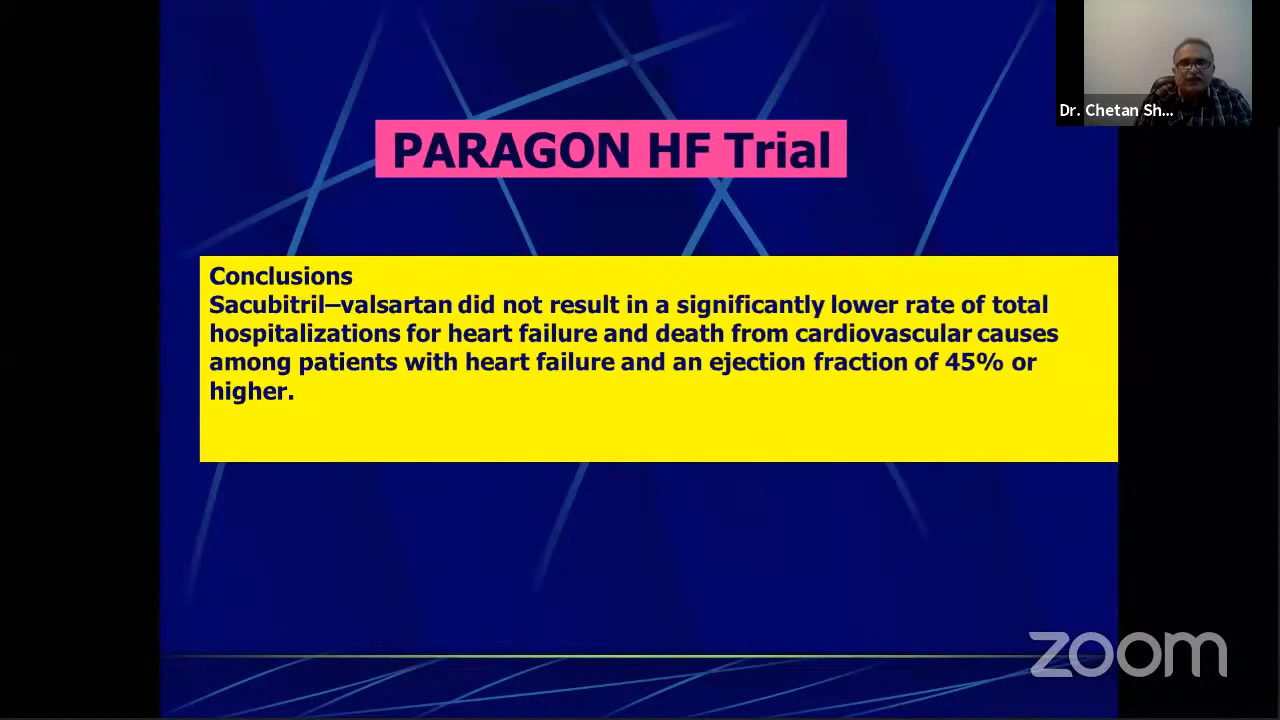 Dr. Chetan Sh...
PARAGON HF Trial
Conclusions
Sacubitril–valsartan did not result in a significantly lower rate of total
hospitalizations for heart failure and death from cardiovascular causes
among patients with heart failure and an ejection fraction of 45% or
higher.
zoom